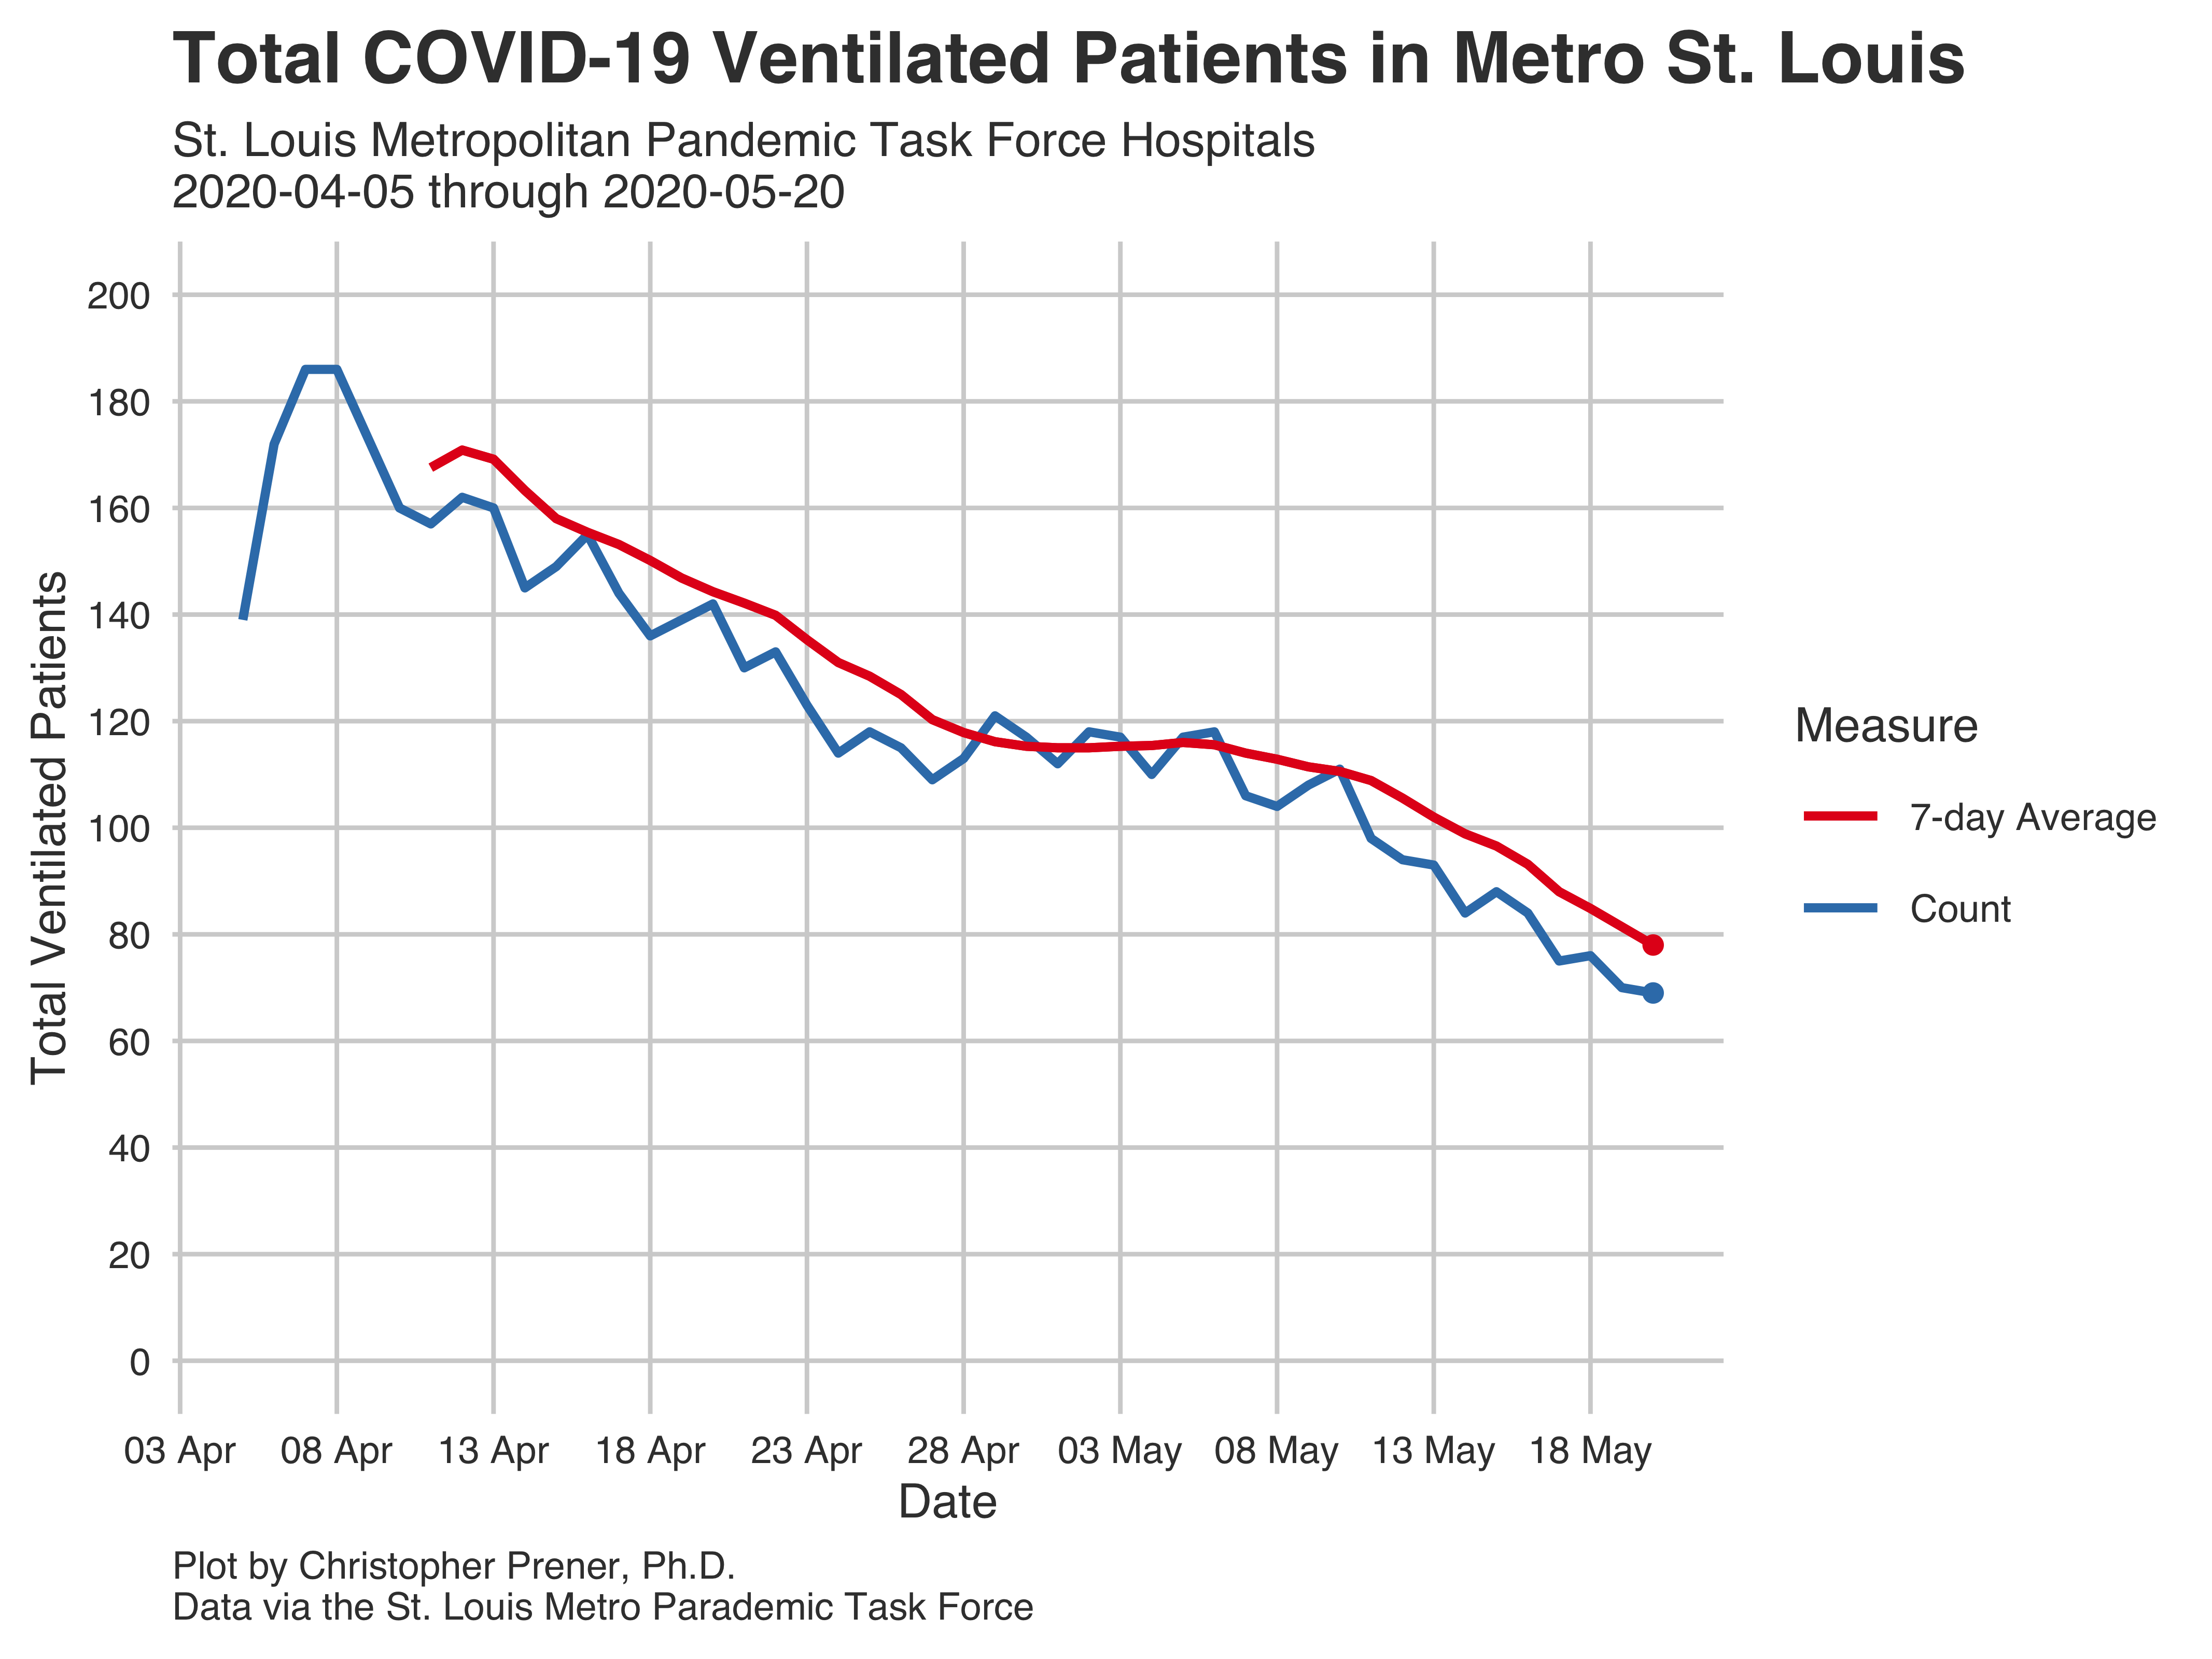 Total COVID-19 Ventilated Patients in Metro St. Louis
St. Louis Metropolitan Pandemic Task Force Hospitals
2020-04-05 through 2020-05-20
200
180
160
140
120
100
80
60
40
20
0
Total Ventilated Patients
03 Apr 08 Apr 13 Apr 18 Apr 23 Apr 28 Apr 03 May 08 May 13 May 18 May
Date
Measure
7-day Average
Count
Plot by Christopher Prener, Ph.D.
Data via the St. Louis Metro Parademic Task Force